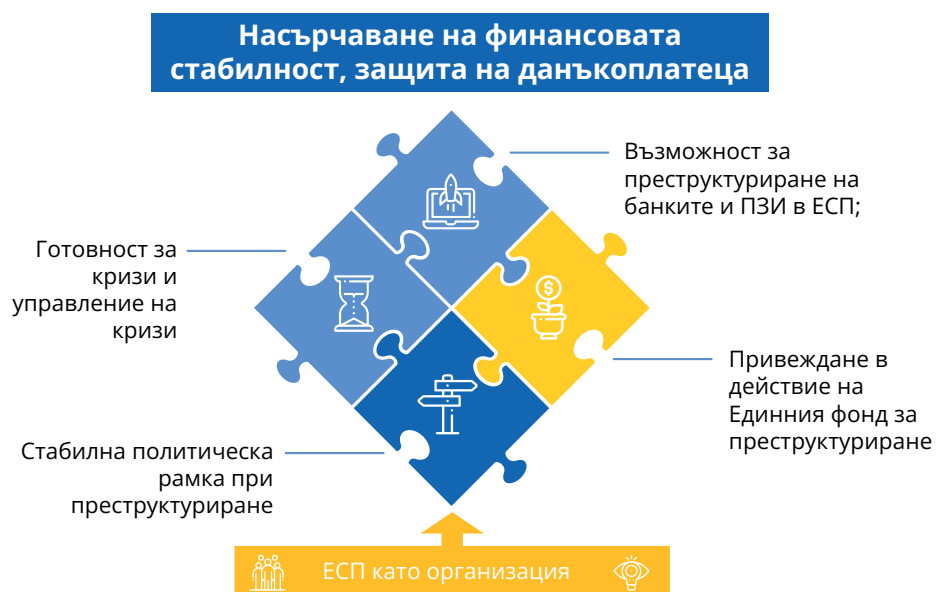 Насърчаване на финансовата
стабилност, защита на данъкоплатеца
Възможност за
преструктуриране на
банките и ПЗИ в ЕСП;
Готовност за
кризи и
управление на
кризи
Привеждане в
действие на
Единния фонд за
преструктуриране
Стабилна политическа
рамка при
преструктуриране
ЕСП като организация